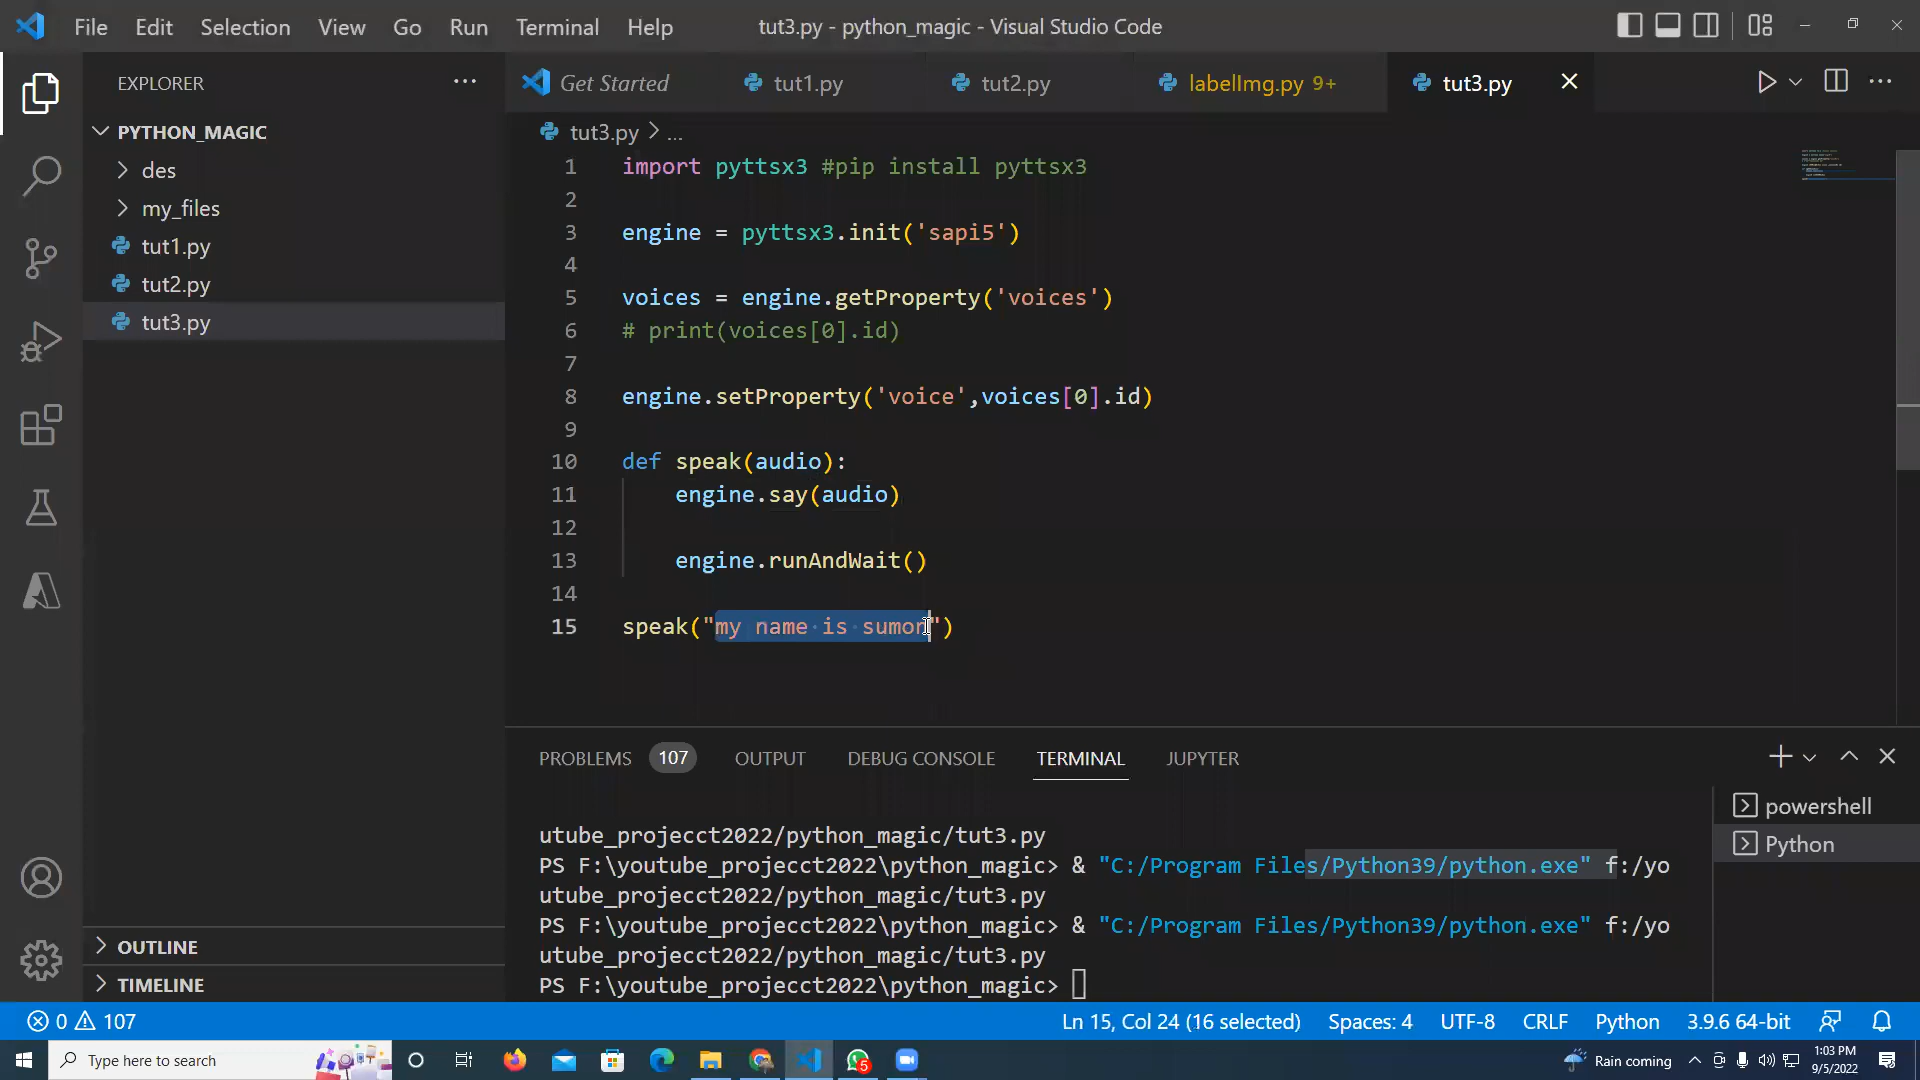 File Edit Selection View Go Run Terminal Help
tut3.py - python_magic - Visual Studio Code
EXPLORER
PYTHON_MAGIC
des
my_files
tut1.py
tut2.py
tut3.py
OUTLINE
TIMELINE
Get Started tut1.py tut2.py labelImg.py 9+ tut3.py
tut3.py > ...
1 import pyttsx3 #pip install pyttsx3
2
3 engine = pyttsx3.init('sapi5')
4
5 voices = engine.getProperty('voices')
6 # print(voices[0].id)
7
8 engine.setProperty('voice',voices[0].id)
9
10 def speak(audio):
11 engine.say(audio)
12
13 engine.runAndWait()
14
15 speak("my name is sumon")
PROBLEMS 107 OUTPUT DEBUG CONSOLE TERMINAL JUPYTER
utube_projecct2022/python_magic/tut3.py
PS F:\youtube_projecct2022\python_magic> & "C:/Program Files/Python39/python.exe" f:/yo
utube_projecct2022/python_magic/tut3.py
PS F:\youtube_projecct2022\python_magic> & "C:/Program Files/Python39/python.exe" f:/yo
utube_projecct2022/python_magic/tut3.py
PS F:\youtube_projecct2022\python_magic>
powershell
Python
0 107 Ln 15, Col 24 (16 selected) Spaces: 4 UTF-8 CRLF Python 3.9.6 64-bit
Type here to search
5
Rain coming
1:03 PM
9/5/2022